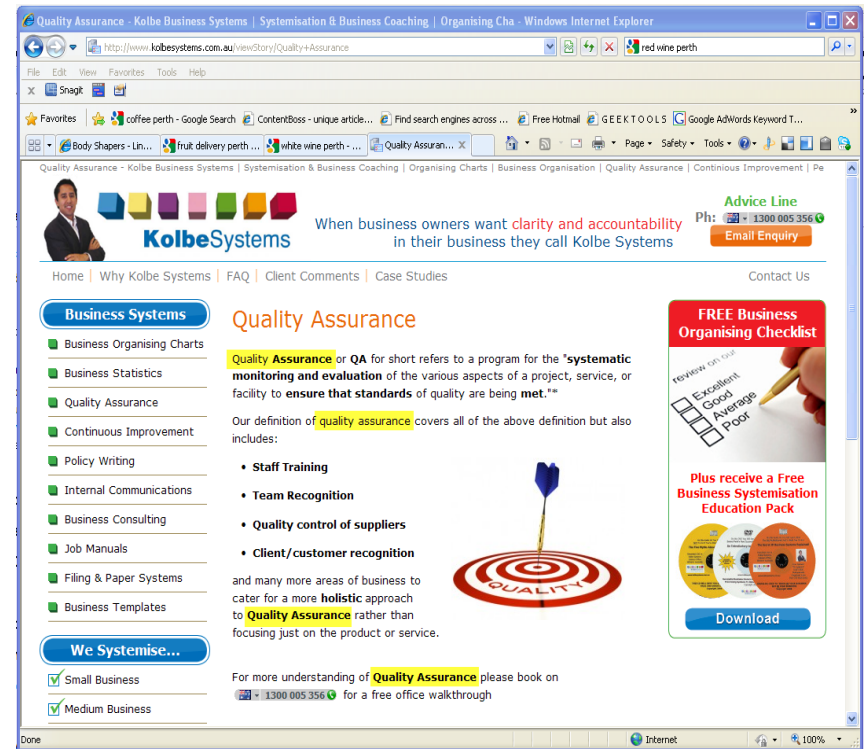 Quality Assurance - Kolbe Business Systems | Systemisation & Business Coaching | Organising Cha - Windows Internet Explorer
http://www.kolbesystems.com.au/viewStory/Quality+Assurance
red wine perth
File Edit View Favorites Tools Help
x Snagit
Favorites coffee perth - Google Search ContentBoss - unique article... Find search engines across ... Free Hotmail G E E K T O O L S Google AdWords Keyword T... »
Body Shapers - Lin... fruit delivery perth ... white wine perth - ... Quality Assuran... X Page Safety Tools
Quality Assurance - Kolbe Business Systems | Systemisation & Business Coaching | Organising Charts | Business Organisation | Quality Assurance | Continious Improvement | Pe
KolbeSystems
When business owners want clarity and accountability
in their business they call Kolbe Systems
Advice Line
Ph: 1300 005 356
Email Enquiry
Home | Why Kolbe Systems | FAQ | Client Comments | Case Studies
Contact Us
Business Systems
Business Organising Charts
Business Statistics
Quality Assurance
Continuous Improvement
Policy Writing
Internal Communications
Business Consulting
Job Manuals
Filing & Paper Systems
Business Templates
We Systemise...
Small Business
Medium Business
Quality Assurance
Quality Assurance or QA for short refers to a program for the "systematic
monitoring and evaluation of the various aspects of a project, service, or
facility to ensure that standards of quality are being met."*
Our definition of quality assurance covers all of the above definition but also
includes:
• Staff Training
• Team Recognition
• Quality control of suppliers
• Client/customer recognition
and many more areas of business to
cater for a more holistic approach
to Quality Assurance rather than
focusing just on the product or service.
QUALITY
For more understanding of Quality Assurance please book on
1300 005 356 for a free office walkthrough
FREE Business
Organising Checklist
review on our
Excellent
Good
Average
Poor
Plus receive a Free
Business Systemisation
Education Pack
Download
Done
Internet
100%